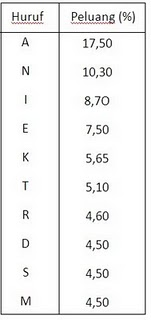 Huruf Peluang (%)
A 17,50
N 10,30
I 8,7O
E 7,50
K 5,65
T 5,10
R 4,60
D 4,50
S 4,50
M 4,50